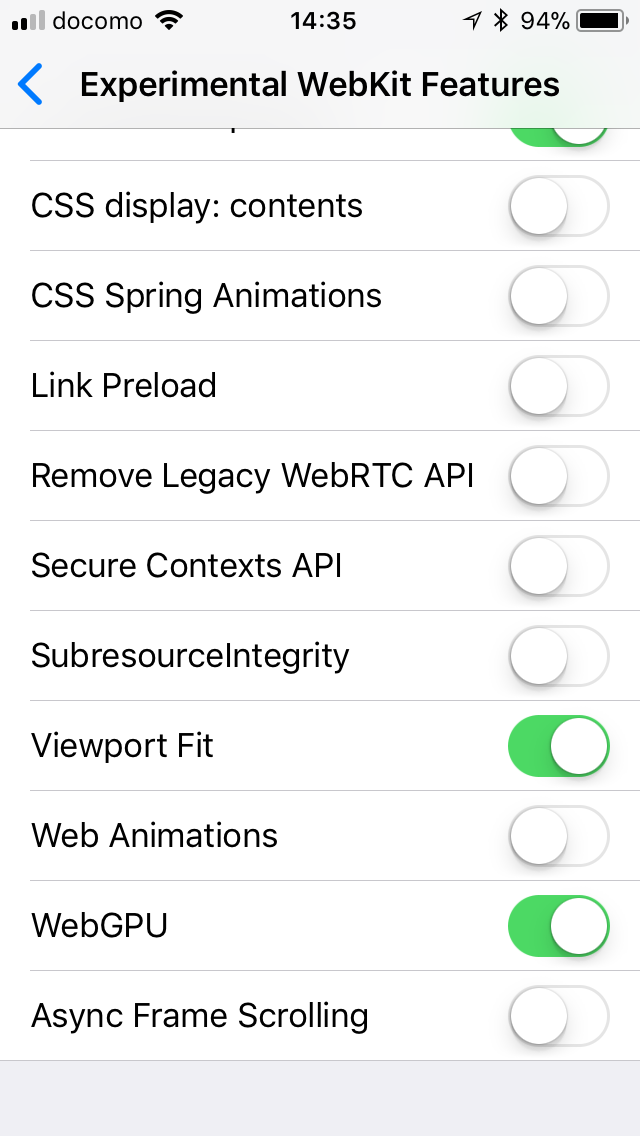 docomo 14:35 94%
Experimental WebKit Features
CSS display: contents
CSS Spring Animations
Link Preload
Remove Legacy WebRTC API
Secure Contexts API
SubresourceIntegrity
Viewport Fit
Web Animations
WebGPU
Async Frame Scrolling